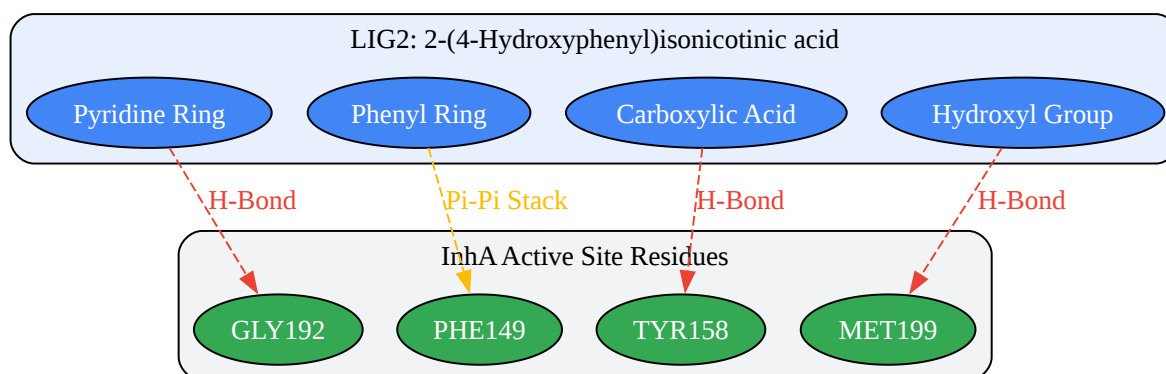 LIG2: 2-(4-Hydroxyphenyl)isonicotinic acid
Pyridine Ring
Phenyl Ring
Carboxylic Acid
Hydroxyl Group
H-Bond
Pi-Pi Stack
H-Bond
H-Bond
InhA Active Site Residues
GLY192
PHE149
TYR158
MET199